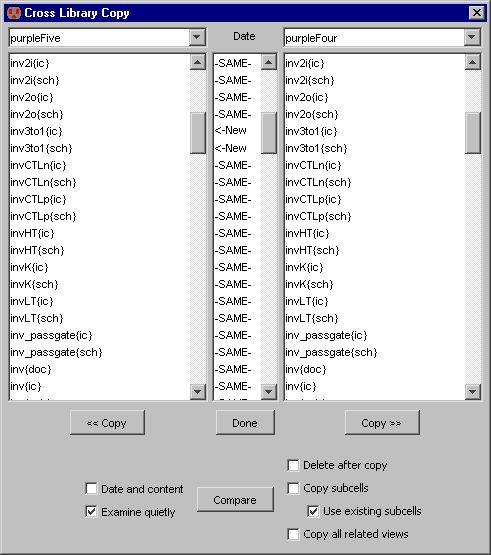 Cross Library Copy
purpleFive Date purpleFour
inv2i{ic} -SAME- inv2i{ic}
inv2i{sch} -SAME- inv2i{sch}
inv2o{ic} -SAME- inv2o{ic}
inv2o{sch} -SAME- inv2o{sch}
inv3to1{ic} <-New inv3to1{ic}
inv3to1{sch} <-New inv3to1{sch}
invCTLn{ic} -SAME- invCTLn{ic}
invCTLn{sch} -SAME- invCTLn{sch}
invCTLp{ic} -SAME- invCTLp{ic}
invCTLp{sch} -SAME- invCTLp{sch}
invHT{ic} -SAME- invHT{ic}
invHT{sch} -SAME- invHT{sch}
invK{ic} -SAME- invK{ic}
invK{sch} -SAME- invK{sch}
invLT{ic} -SAME- invLT{ic}
invLT{sch} -SAME- invLT{sch}
inv_passgate{ic} -SAME- inv_passgate{ic}
inv_passgate{sch} -SAME- inv_passgate{sch}
inv{doc} -SAME- inv{doc}
inv{ic} -SAME- inv{ic}
<< Copy Done Copy >>
Delete after copy
Date and content Copy subcells
Compare
Examine quietly Use existing subcells
Copy all related views